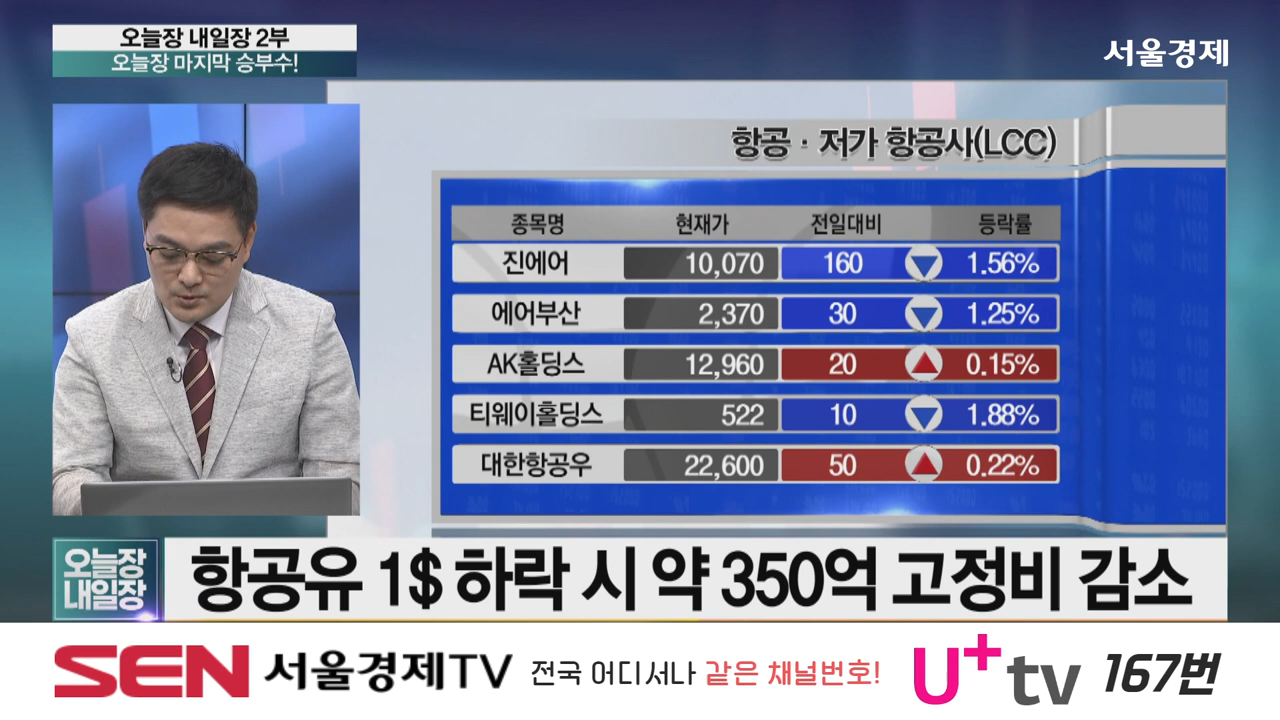 오늘장 내일장 2부
오늘장 마지막 승부수!
서울경제
항공·저가 항공사(LCC)
종목명 현재가 전일대비 등락률
진에어 10,070 160 ▼ 1.56%
에어부산 2,370 30 ▼ 1.25%
AK홀딩스 12,960 20 ▲ 0.15%
티웨이홀딩스 522 10 ▼ 1.88%
대한항공우 22,600 50 ▲ 0.22%
오늘장
내일장
항공유 1$ 하락 시 약 350억 고정비 감소
SEN 서울경제TV 전국 어디서나 같은 채널번호! U+tv 167번